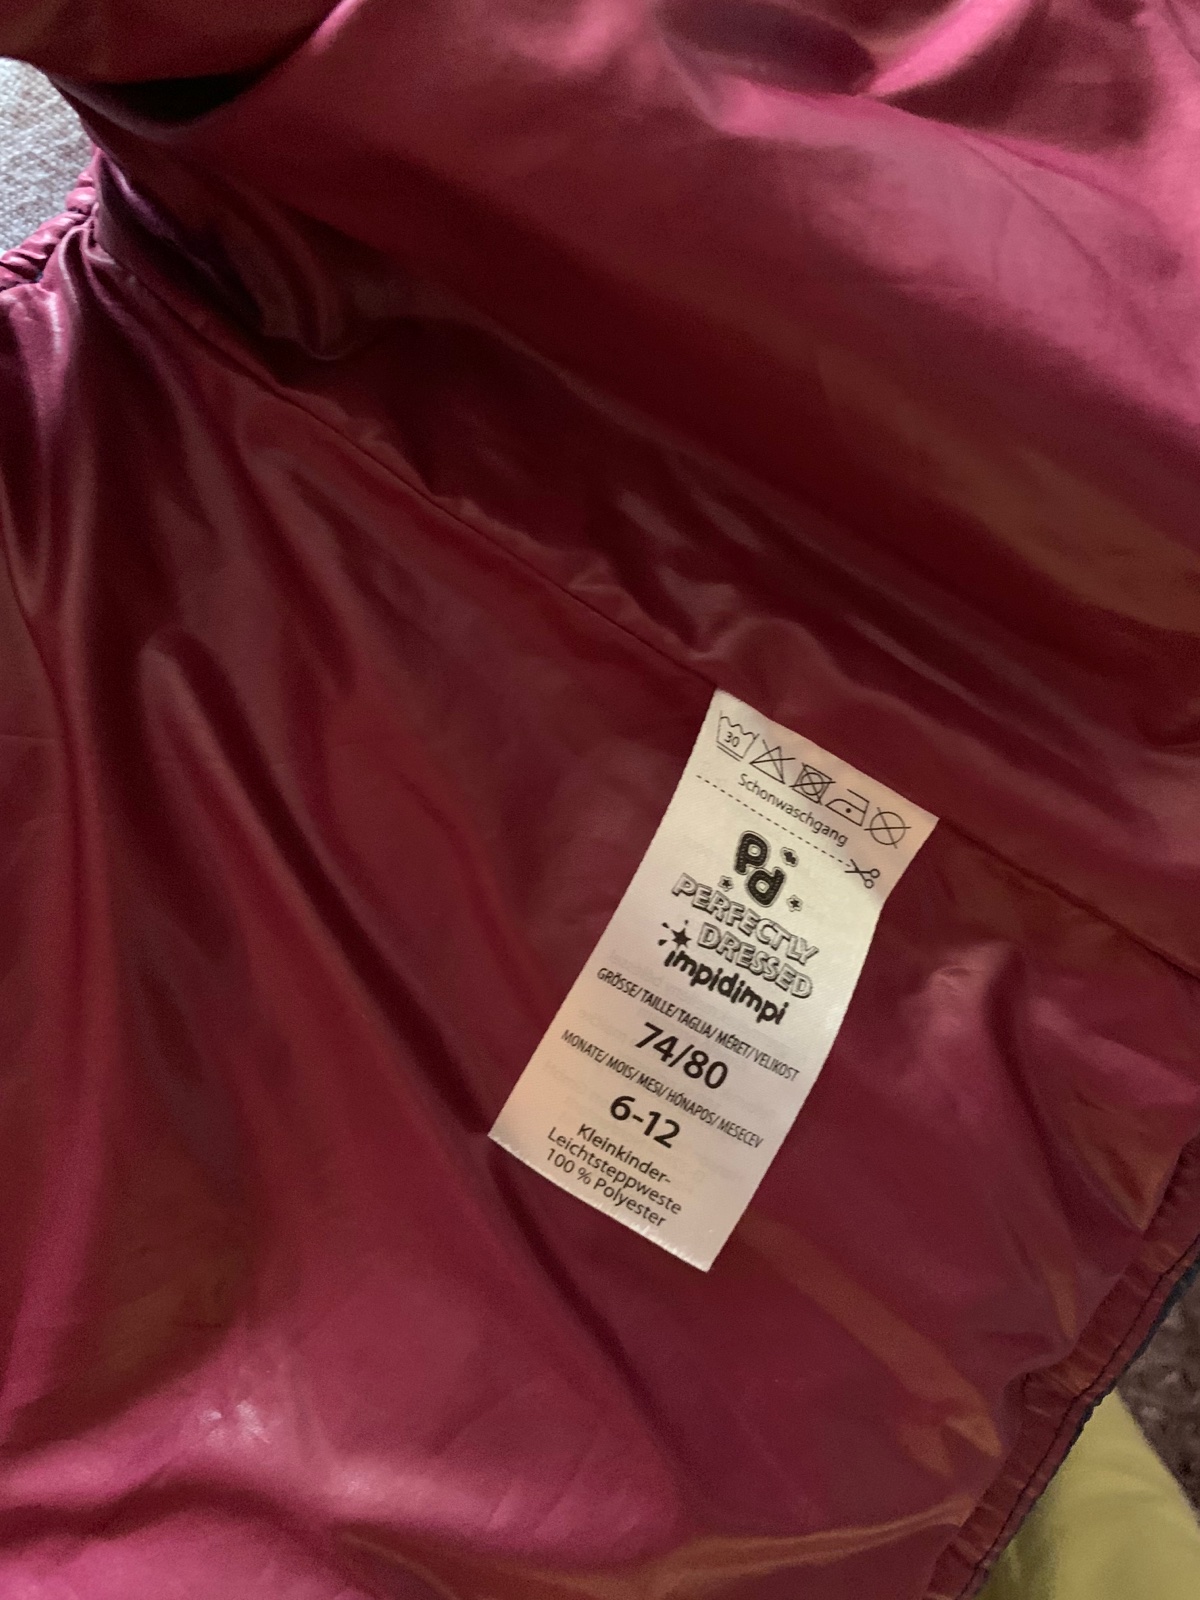 30
Schonwaschgang
Pd
PERFECTLY
DRESSED
impidimpi
GRÖSSE/TAILLE/TAGLIA/ MÉRET/VELIKOST
74/80
MONATE/ MOIS/ MESI/ HÓNAPOS/ MESECEV
6-12
Kleinkinder-
Leichtsteppweste
100 % Polyester